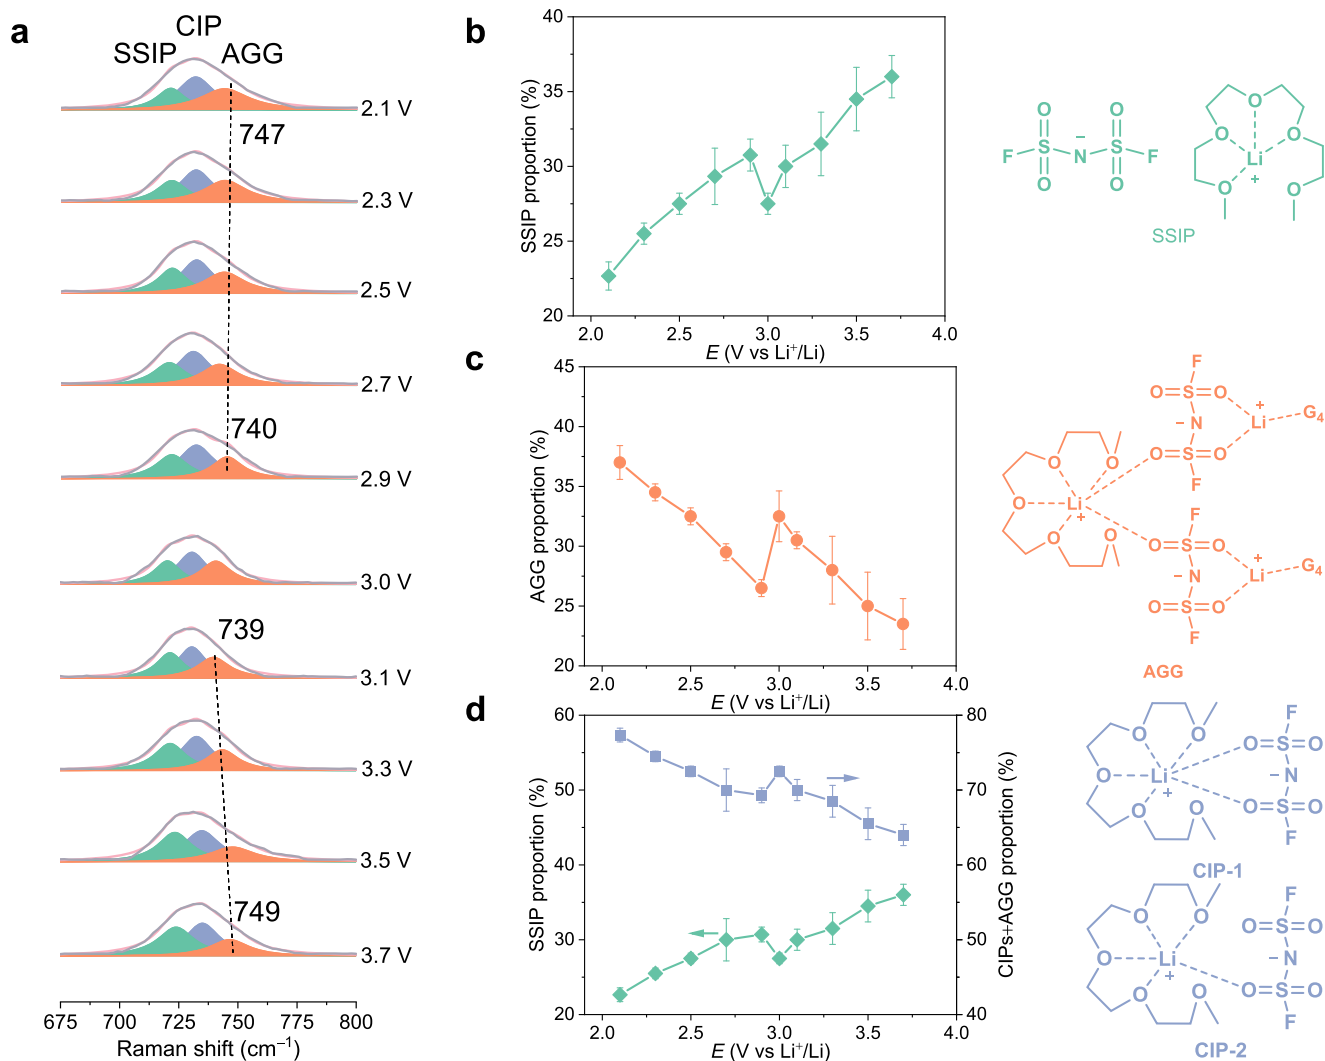 a
CIP
SSIP
AGG
2.1 V
747
2.3 V
2.5 V
2.7 V
740
2.9 V
3.0 V
739
3.1 V
3.3 V
3.5 V
749
3.7 V
675 700 725 750 775 800
Raman shift (cm⁻¹)
b
40
35
30
25
20
SSIP proportion (%)
2.0 2.5 3.0 3.5 4.0
E (V vs Li⁺/Li)
O O
F S N⁻ S F
O O
O
O O
Li
+
O O
SSIP
c
45
40
35
30
25
20
AGG proportion (%)
2.0 2.5 3.0 3.5 4.0
E (V vs Li⁺/Li)
F
O=S=O
+
Li G₄
− N
O O O=S=O
F
O Li
+
F
O O O=S=O
+
Li G₄
− N
O=S=O
F
AGG
d
60
50
40
30
20
SSIP proportion (%)
80
70
60
50
40
CIPs+AGG proportion (%)
2.0 2.5 3.0 3.5 4.0
E (V vs Li⁺/Li)
F
O O O=S=O
O Li − N
+
O O O=S=O
F
CIP-1
F
O O O=S=O
O Li − N
+
O O O=S=O
F
CIP-2